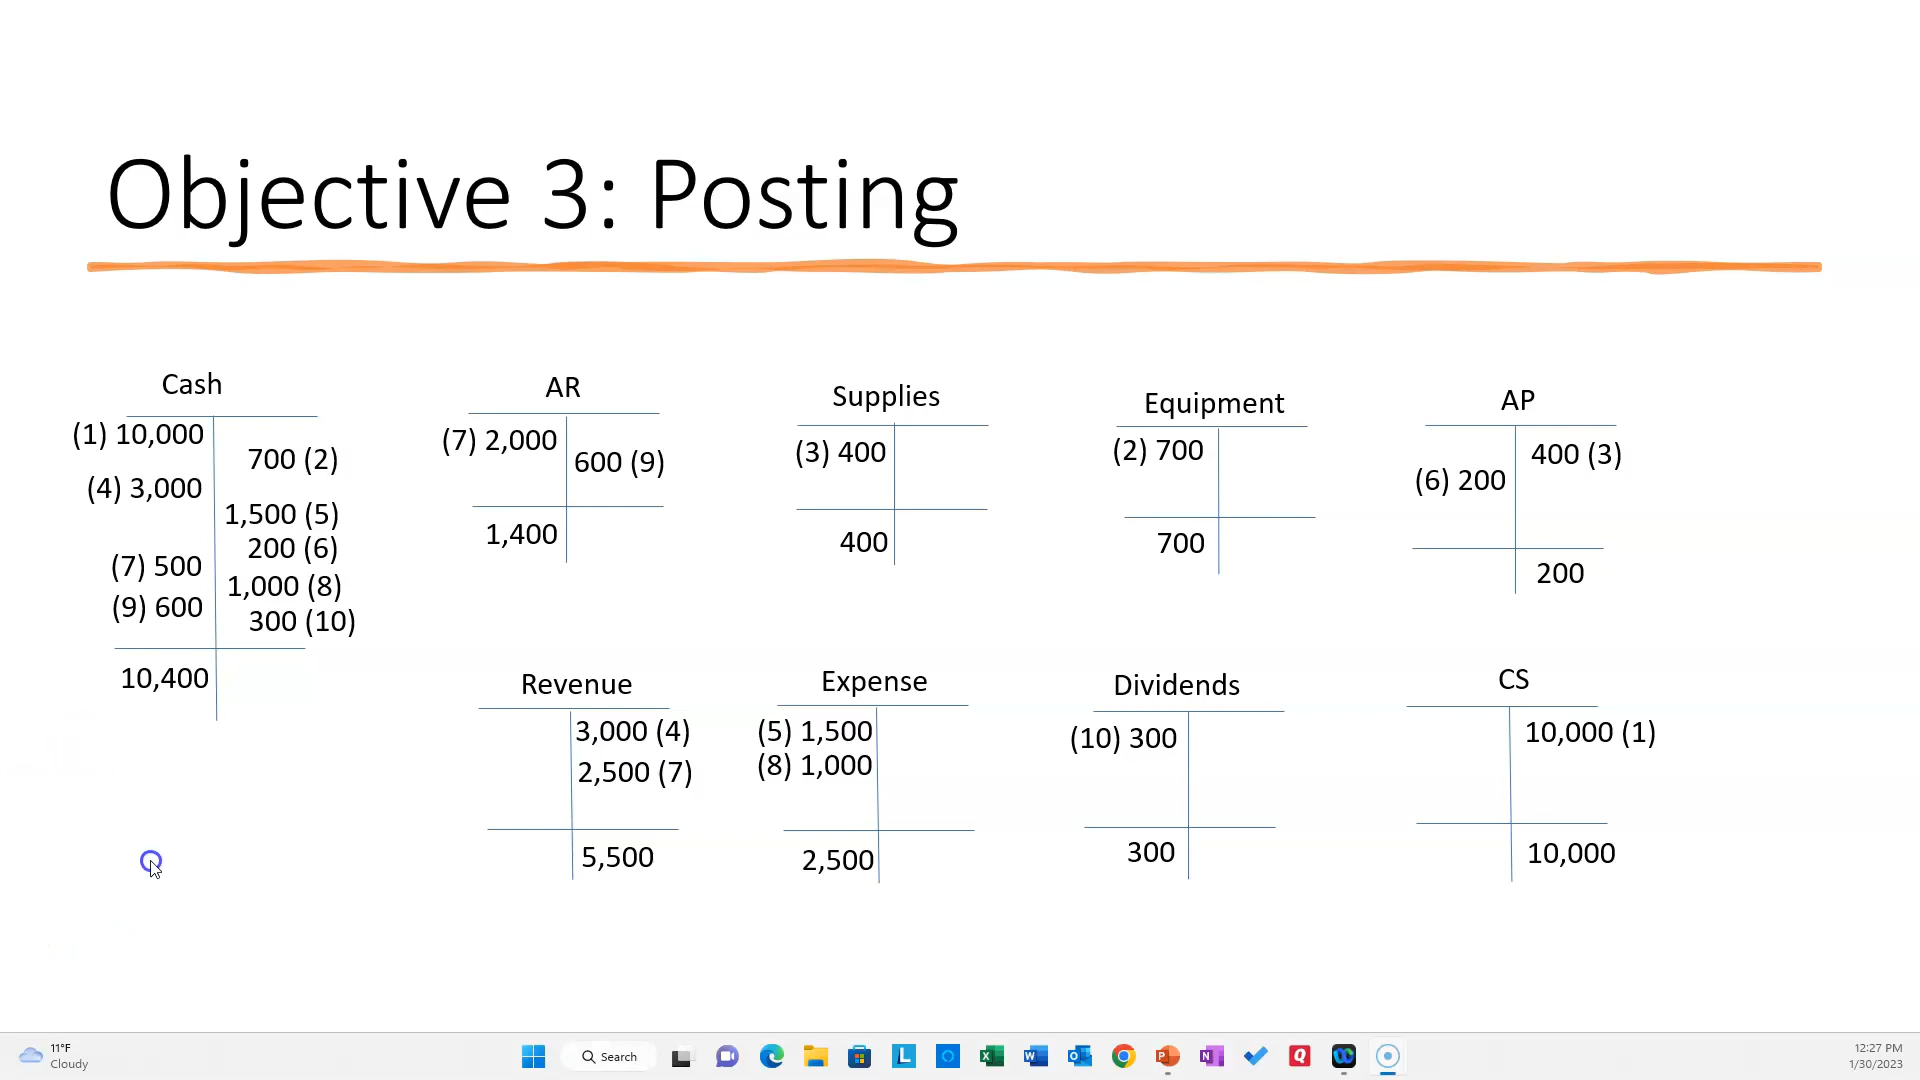 Objective 3: Posting
Cash
(1) 10,000
700 (2)
(4) 3,000
1,500 (5)
200 (6)
(7) 500
1,000 (8)
(9) 600
300 (10)
10,400
AR
(7) 2,000
600 (9)
1,400
Supplies
(3) 400
400
Equipment
(2) 700
700
AP
400 (3)
(6) 200
200
Revenue
3,000 (4)
2,500 (7)
5,500
Expense
(5) 1,500
(8) 1,000
2,500
Dividends
(10) 300
300
CS
10,000 (1)
10,000
11°F
Cloudy
Search
12:27 PM
1/30/2023